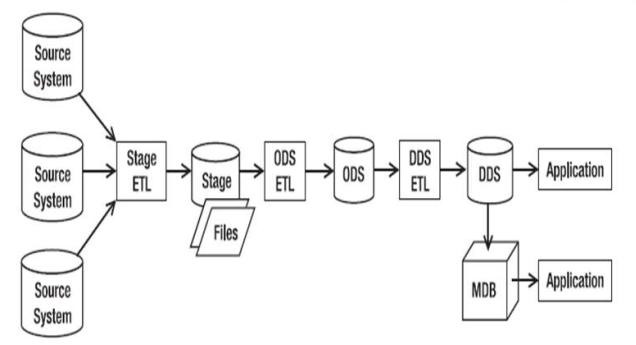 Source
System
Source
System
Source
System
Stage
ETL
Stage
Files
ODS
ETL
ODS
DDS
ETL
DDS
Application
MDB
Application